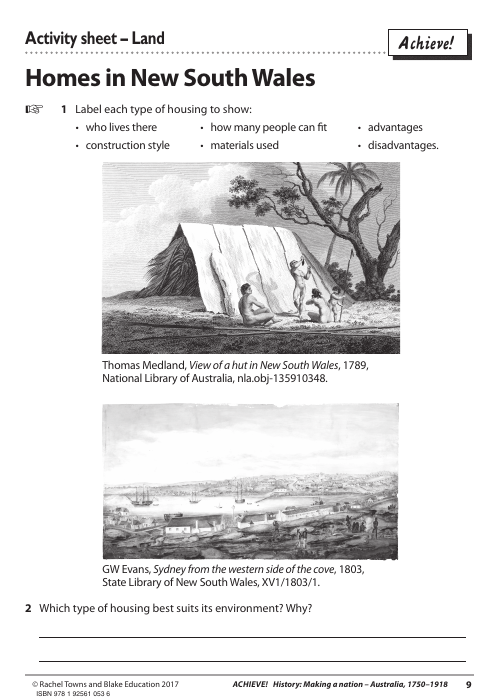 Activity sheet – Land
Achieve!
Homes in New South Wales
1 Label each type of housing to show:
• who lives there • how many people can fit • advantages
• construction style • materials used • disadvantages.
Thomas Medland, View of a hut in New South Wales, 1789,
National Library of Australia, nla.obj-135910348.
GW Evans, Sydney from the western side of the cove, 1803,
State Library of New South Wales, XV1/1803/1.
2 Which type of housing best suits its environment? Why?
© Rachel Towns and Blake Education 2017 ACHIEVE! History: Making a nation – Australia, 1750–1918 9
ISBN 978 1 92561 053 6